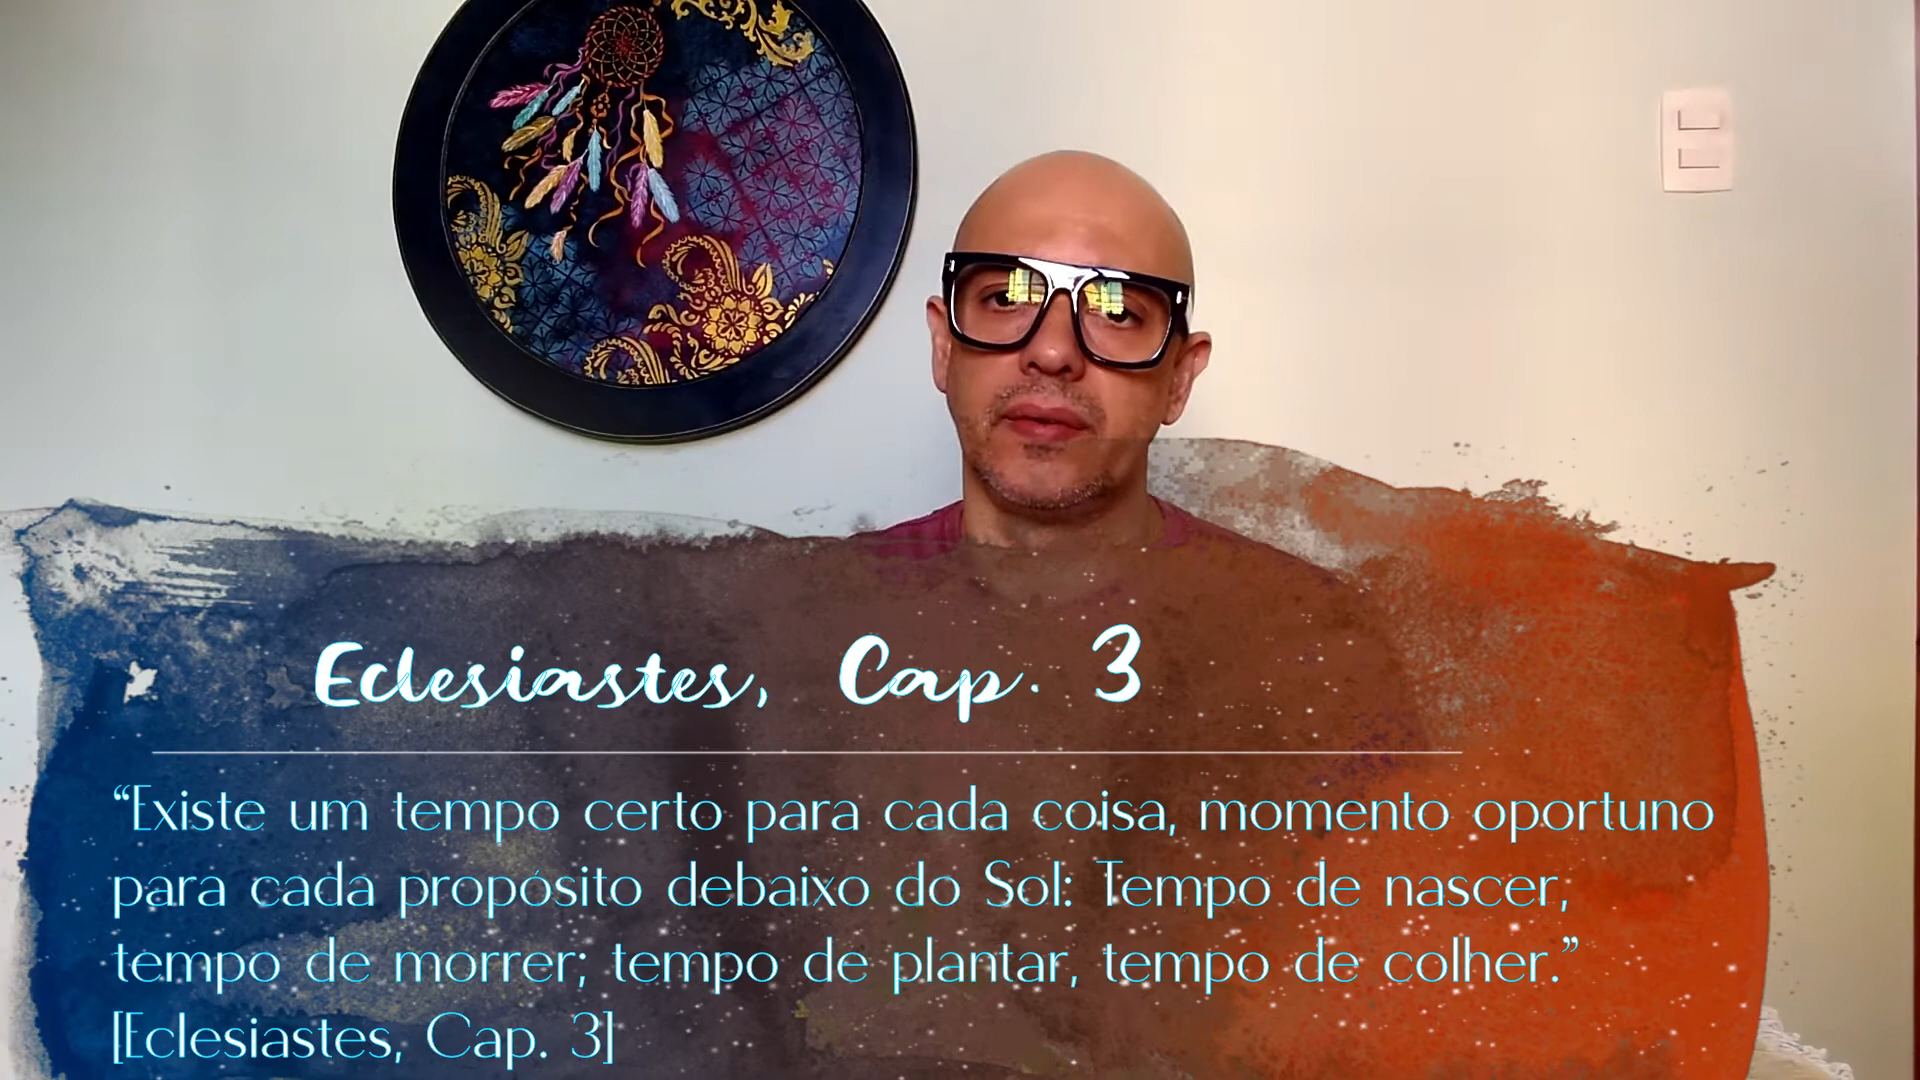 Eclesiastes, Cap. 3
“Existe um tempo certo para cada coisa, momento oportuno
para cada propósito debaixo do Sol: Tempo de nascer,
tempo de morrer; tempo de plantar, tempo de colher.”
[Eclesiastes, Cap. 3]